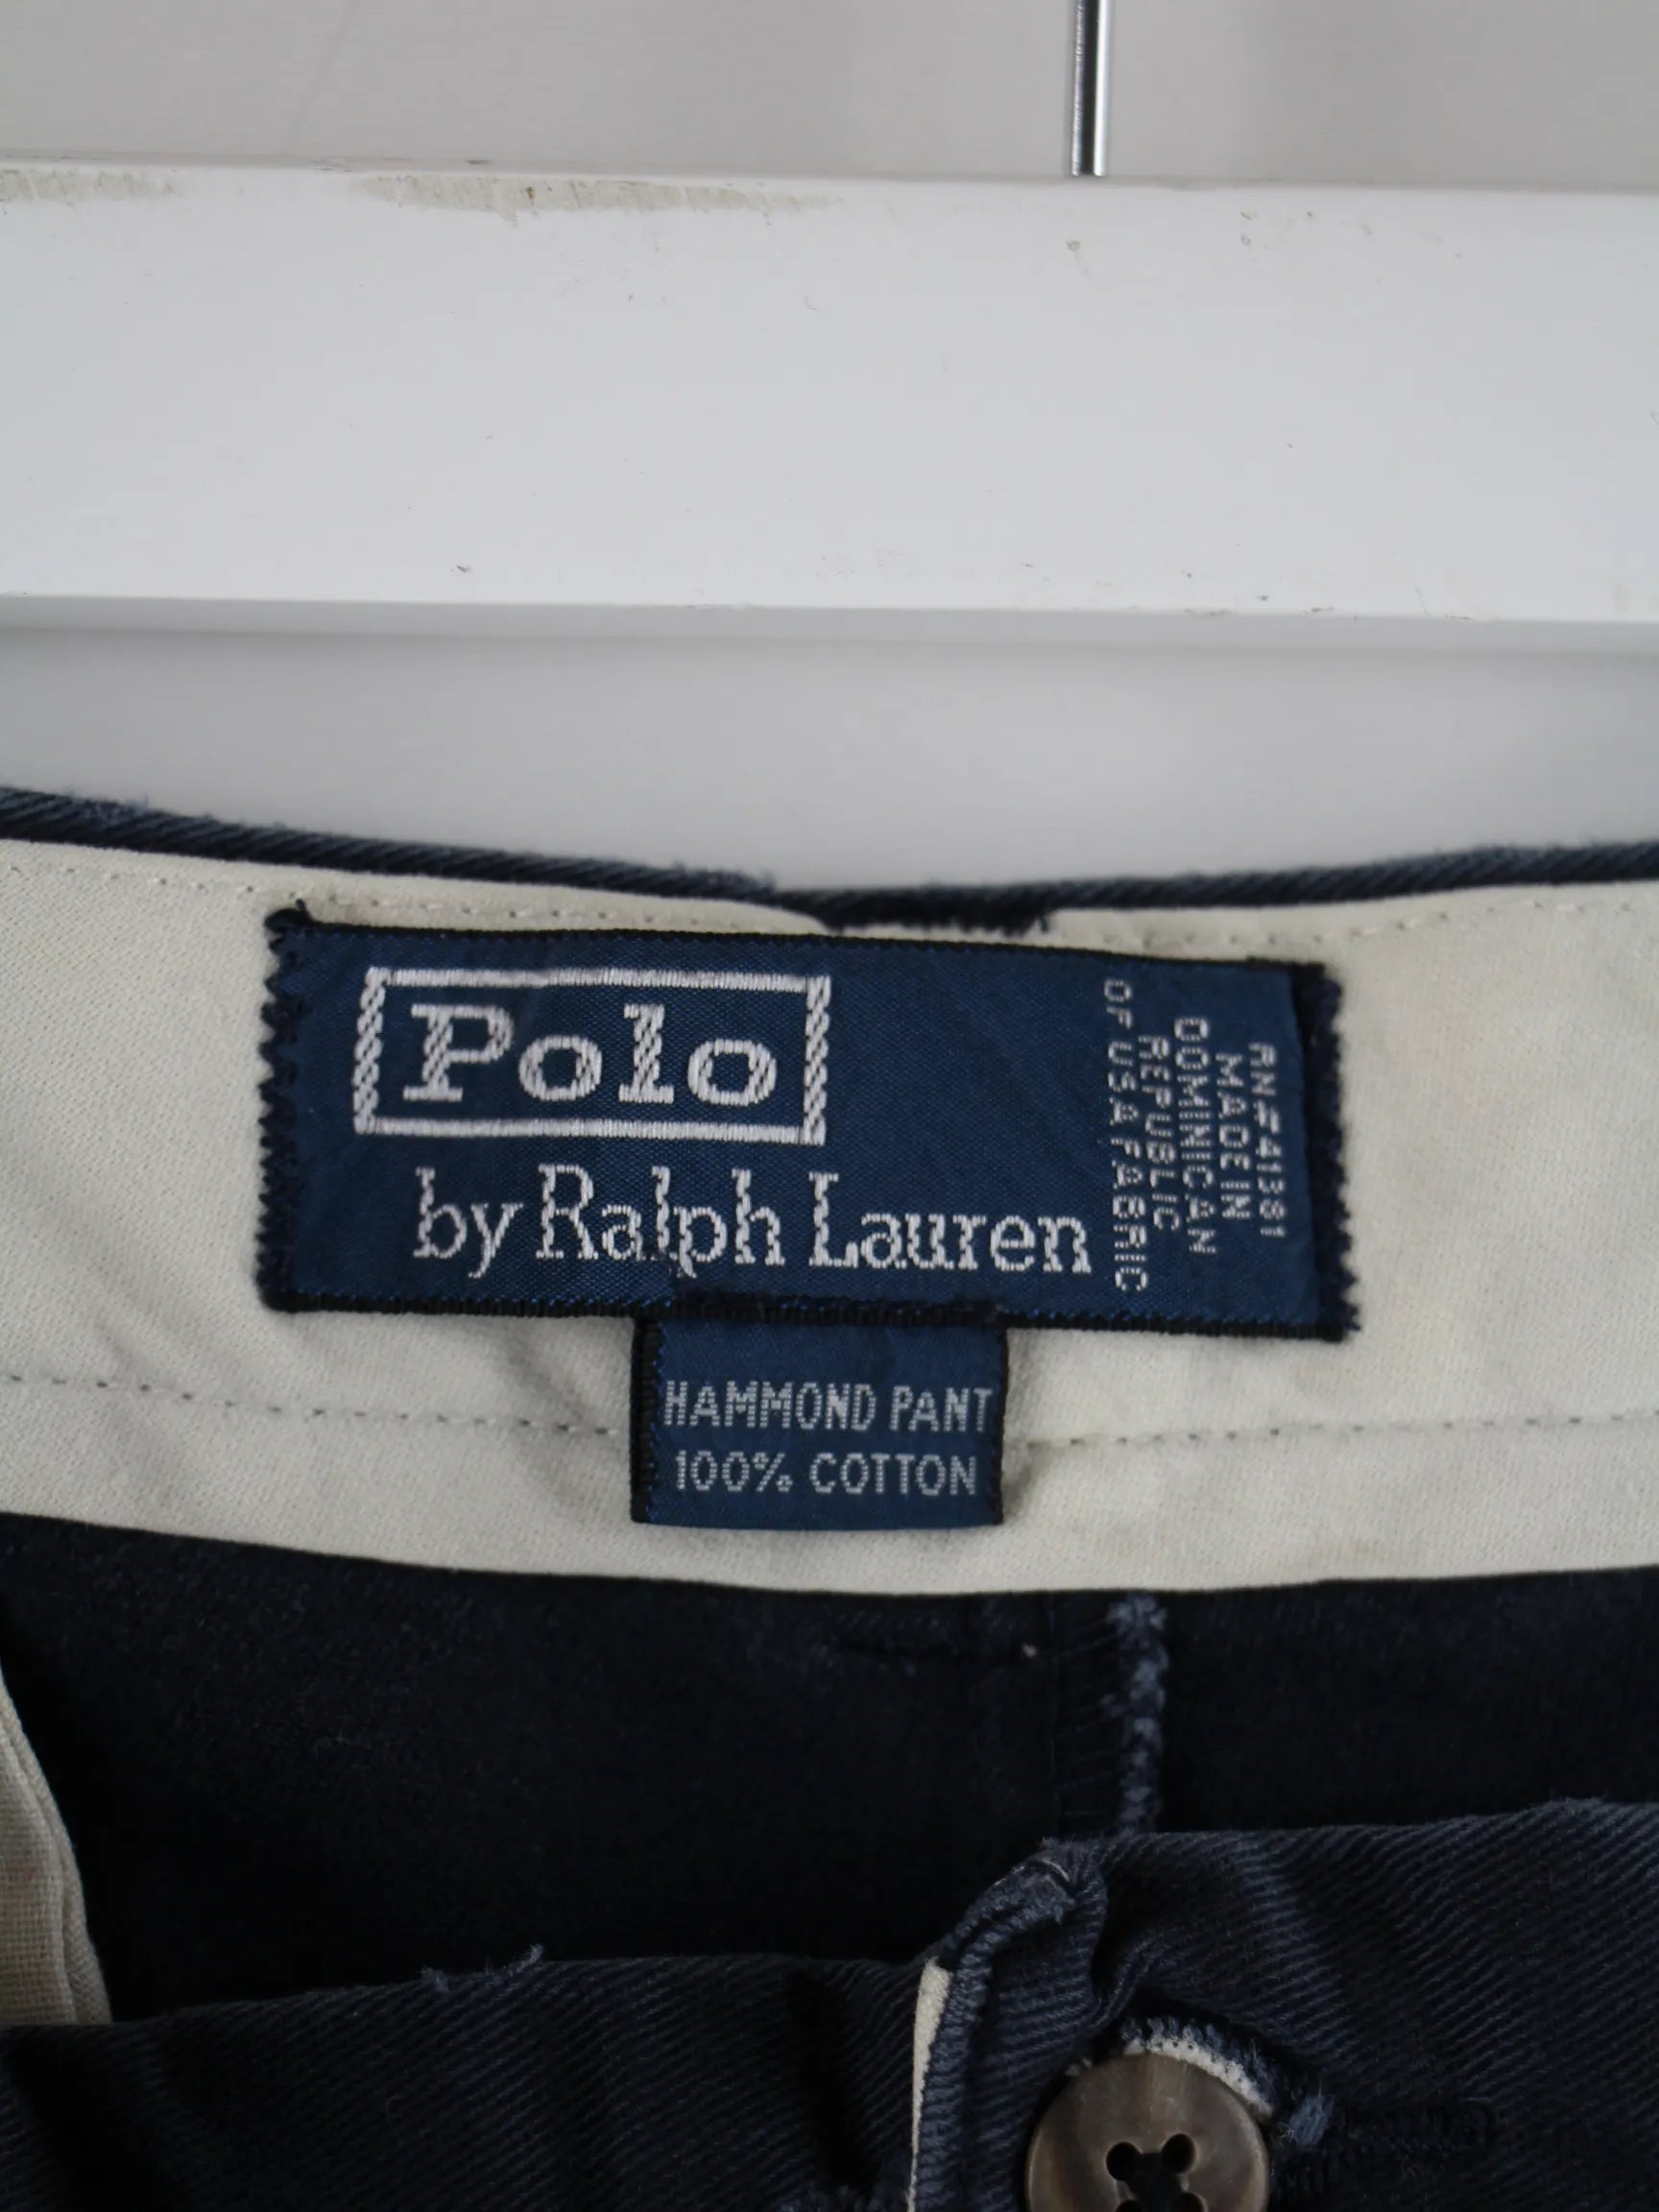 Polo
by Ralph Lauren
RN#41381
MADE IN
DOMINICAN
REPUBLIC
OF USA FABRIC
HAMMOND PANT
100% COTTON